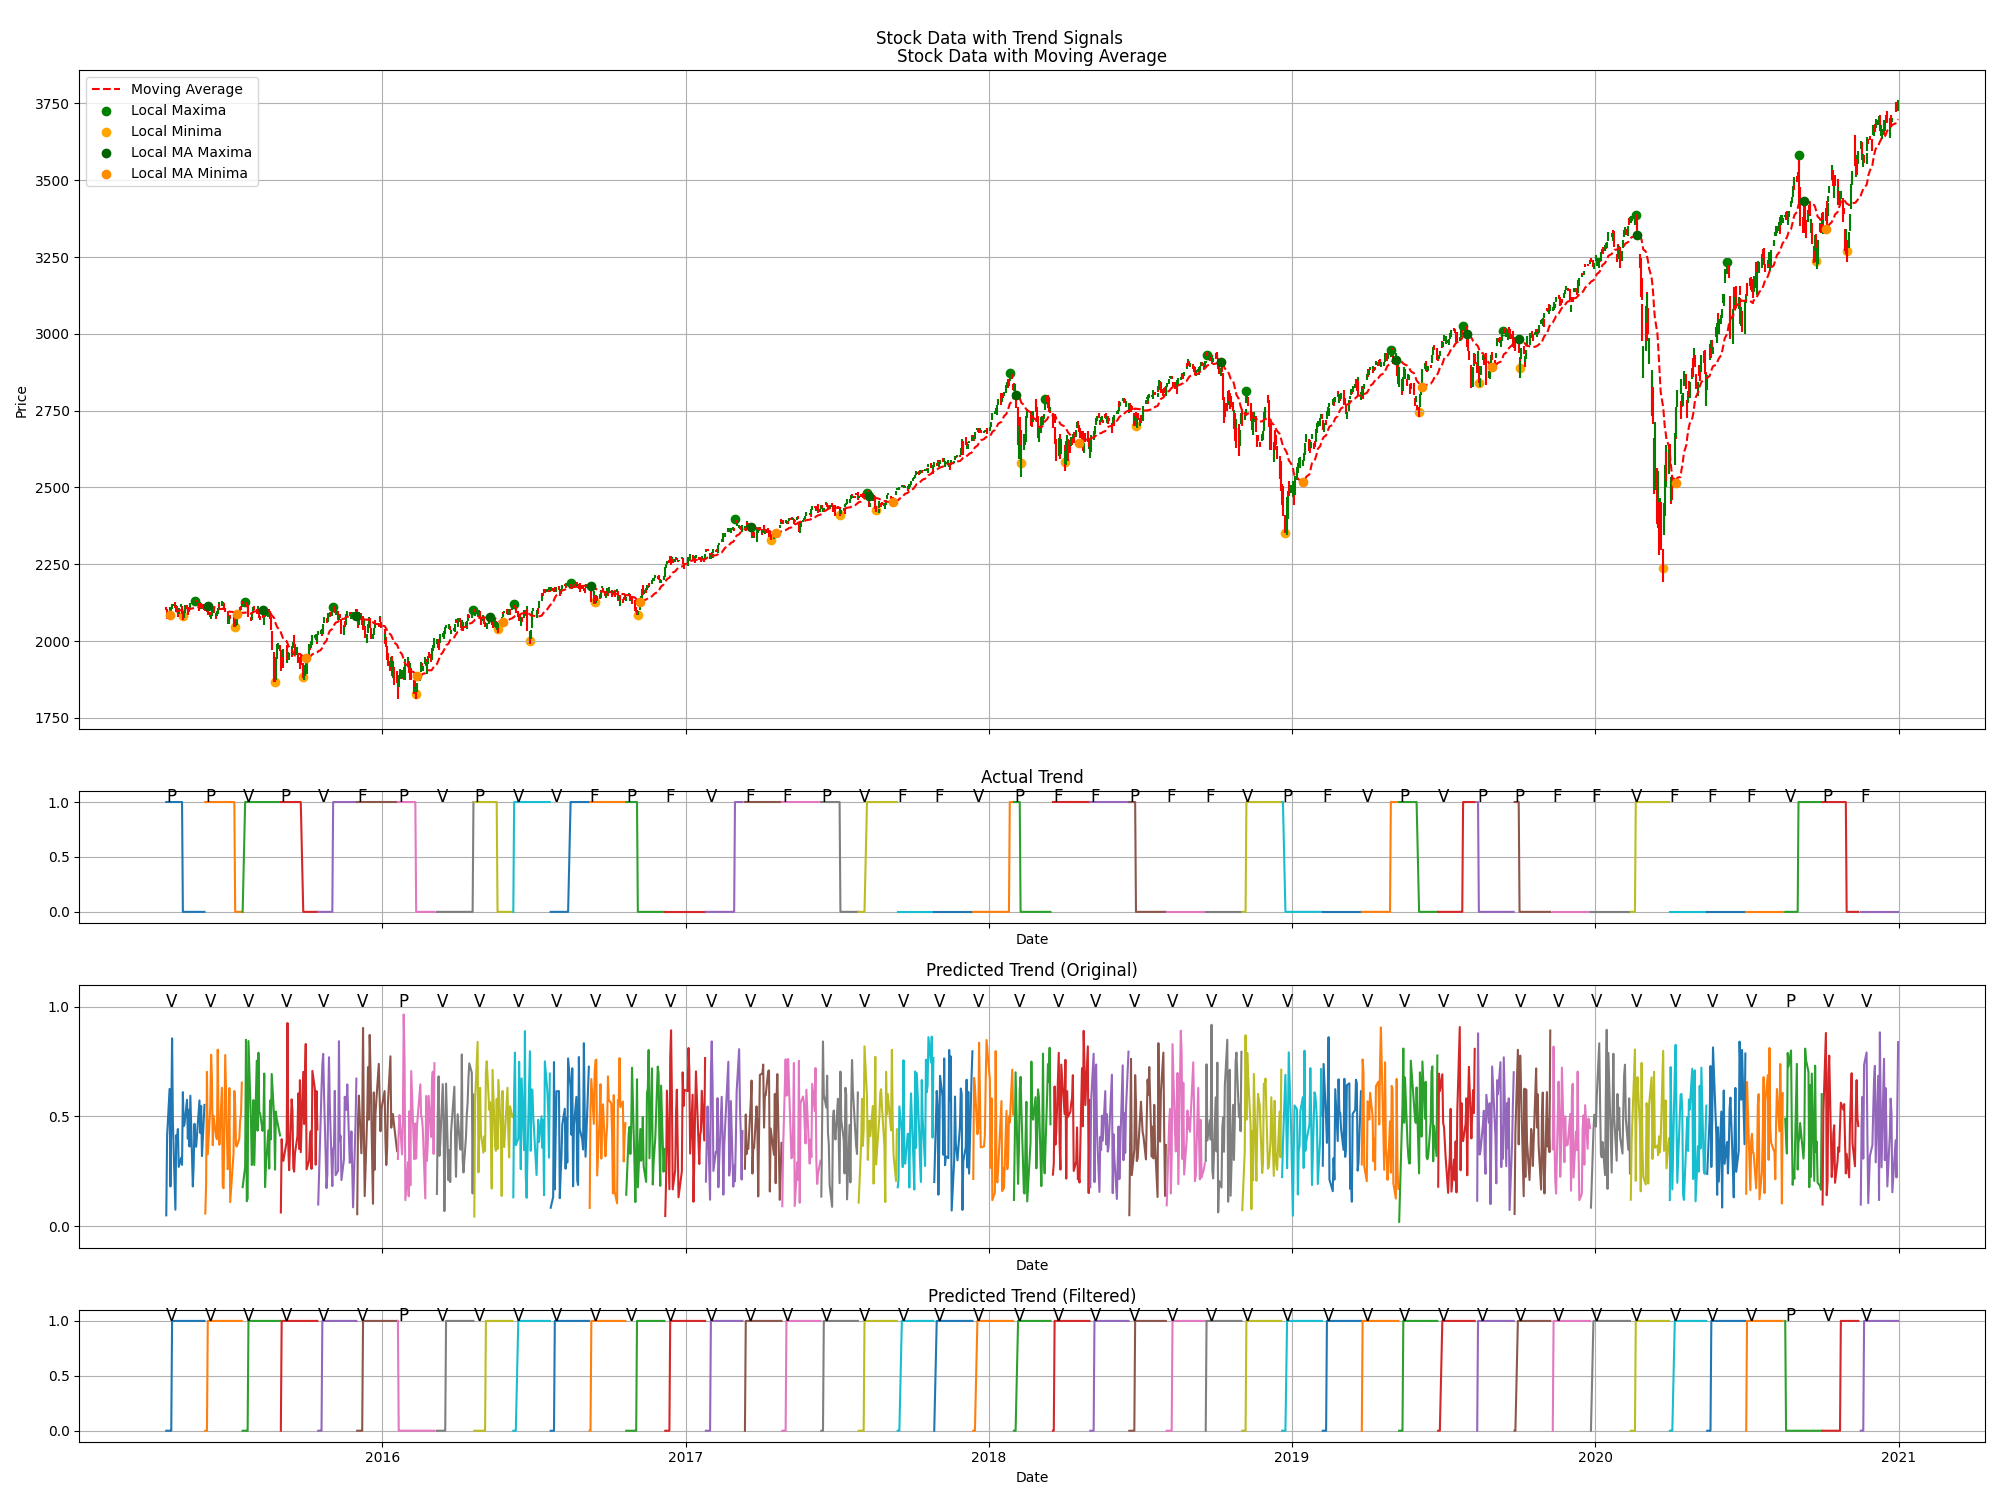 Stock Data with Trend Signals
Stock Data with Moving Average
Moving Average
Local Maxima
Local Minima
Local MA Maxima
Local MA Minima
Price
3750
3500
3250
3000
2750
2500
2250
2000
1750
Actual Trend
P P V P V F P V P V V F P F V F F P V F F V P F F P F F V P F V P V P P F F V F F F V P F
1.0
0.5
0.0
Date
Predicted Trend (Original)
V V V V V V P V V V V V V V V V V V V V V V V V V V V V V V V V V V V V V V V V V V P V V
1.0
0.5
0.0
Date
Predicted Trend (Filtered)
V V V V V V P V V V V V V V V V V V V V V V V V V V V V V V V V V V V V V V V V V V P V V
1.0
0.5
0.0
2016 2017 2018 2019 2020 2021
Date